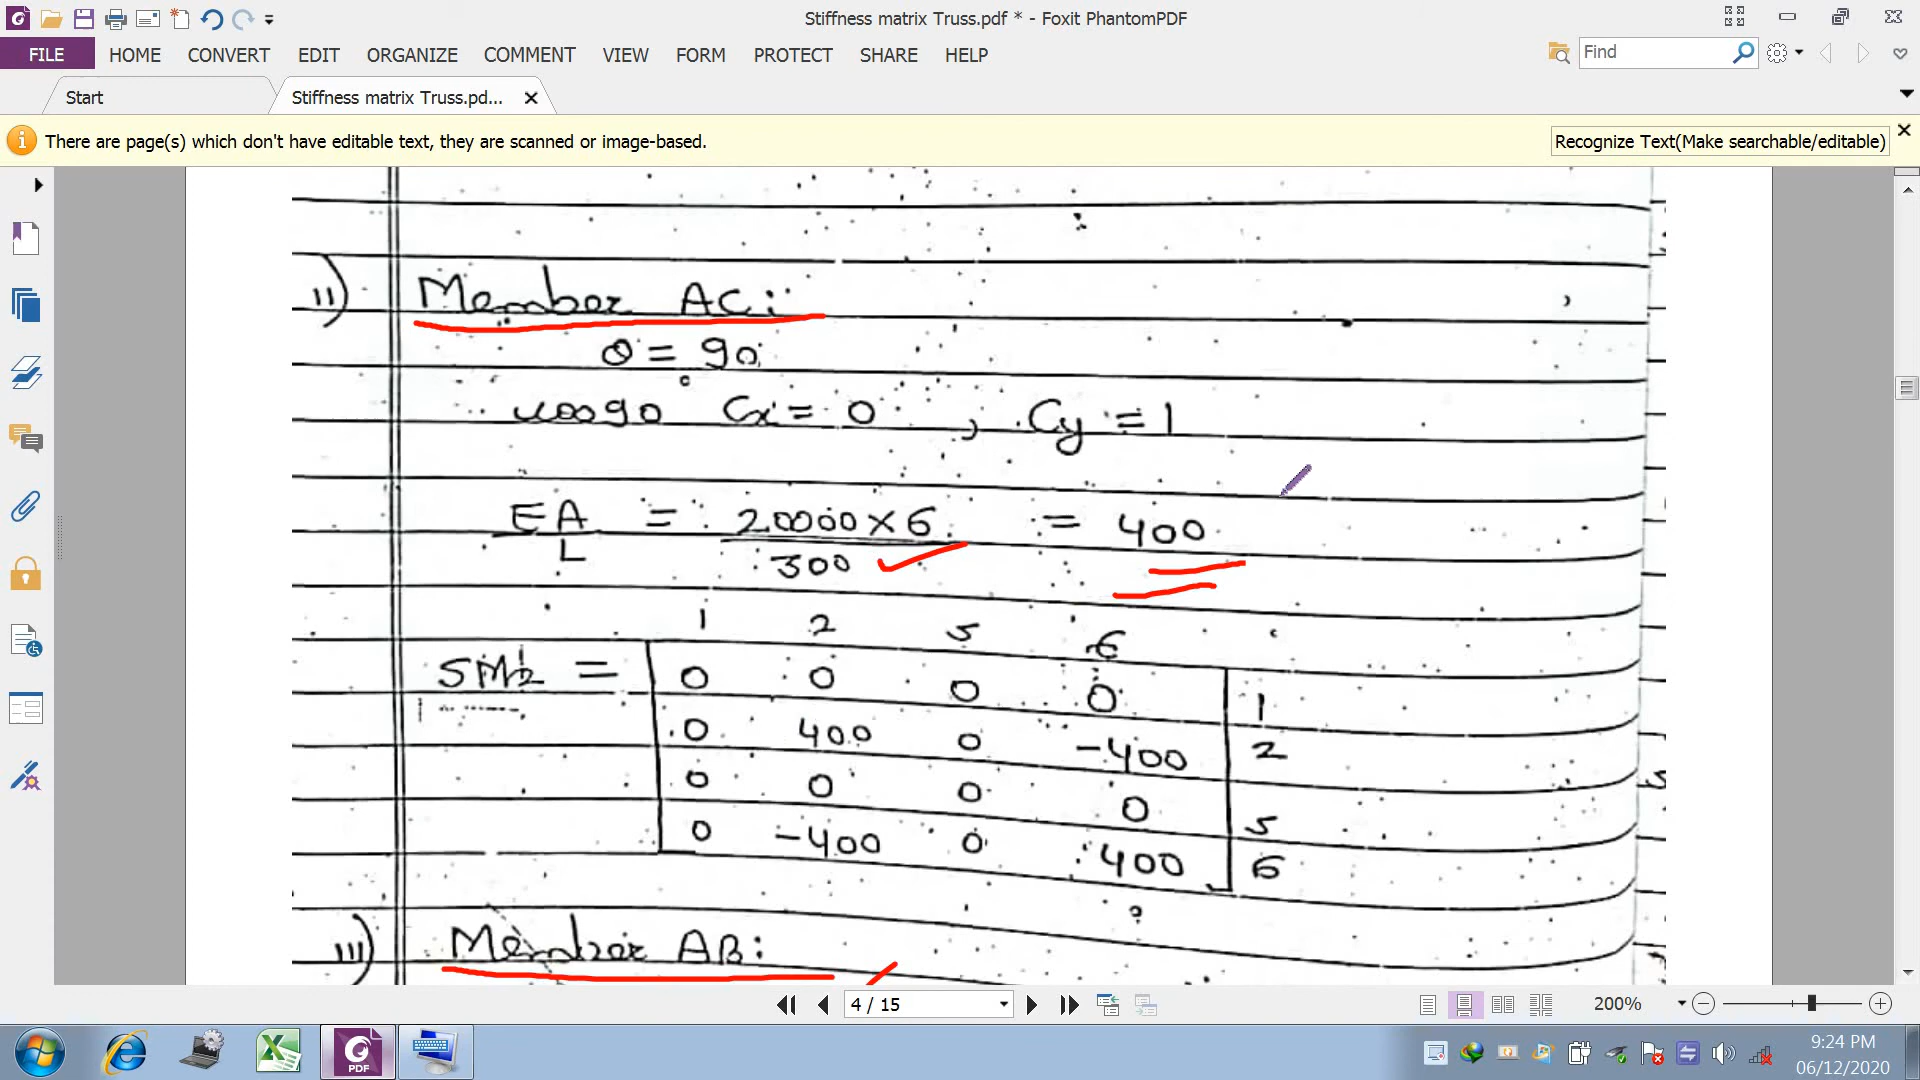 Stiffness matrix Truss.pdf * - Foxit PhantomPDF
FILE HOME CONVERT EDIT ORGANIZE COMMENT VIEW FORM PROTECT SHARE HELP Find
Start Stiffness matrix Truss.pd...
There are page(s) which don't have editable text, they are scanned or image-based. Recognize Text(Make searchable/editable)
II) Member AC:
θ = 90
Cx = 0 , Cy = 1
EA/L = 20000 x 6 / 300 = 400
1 2 5 6
SM2 = 0 0 0 0 1
0 400 0 -400 2
0 0 0 0 5
0 -400 0 400 6
III) Member AB:
4 / 15 200%
PDF
9:24 PM
06/12/2020